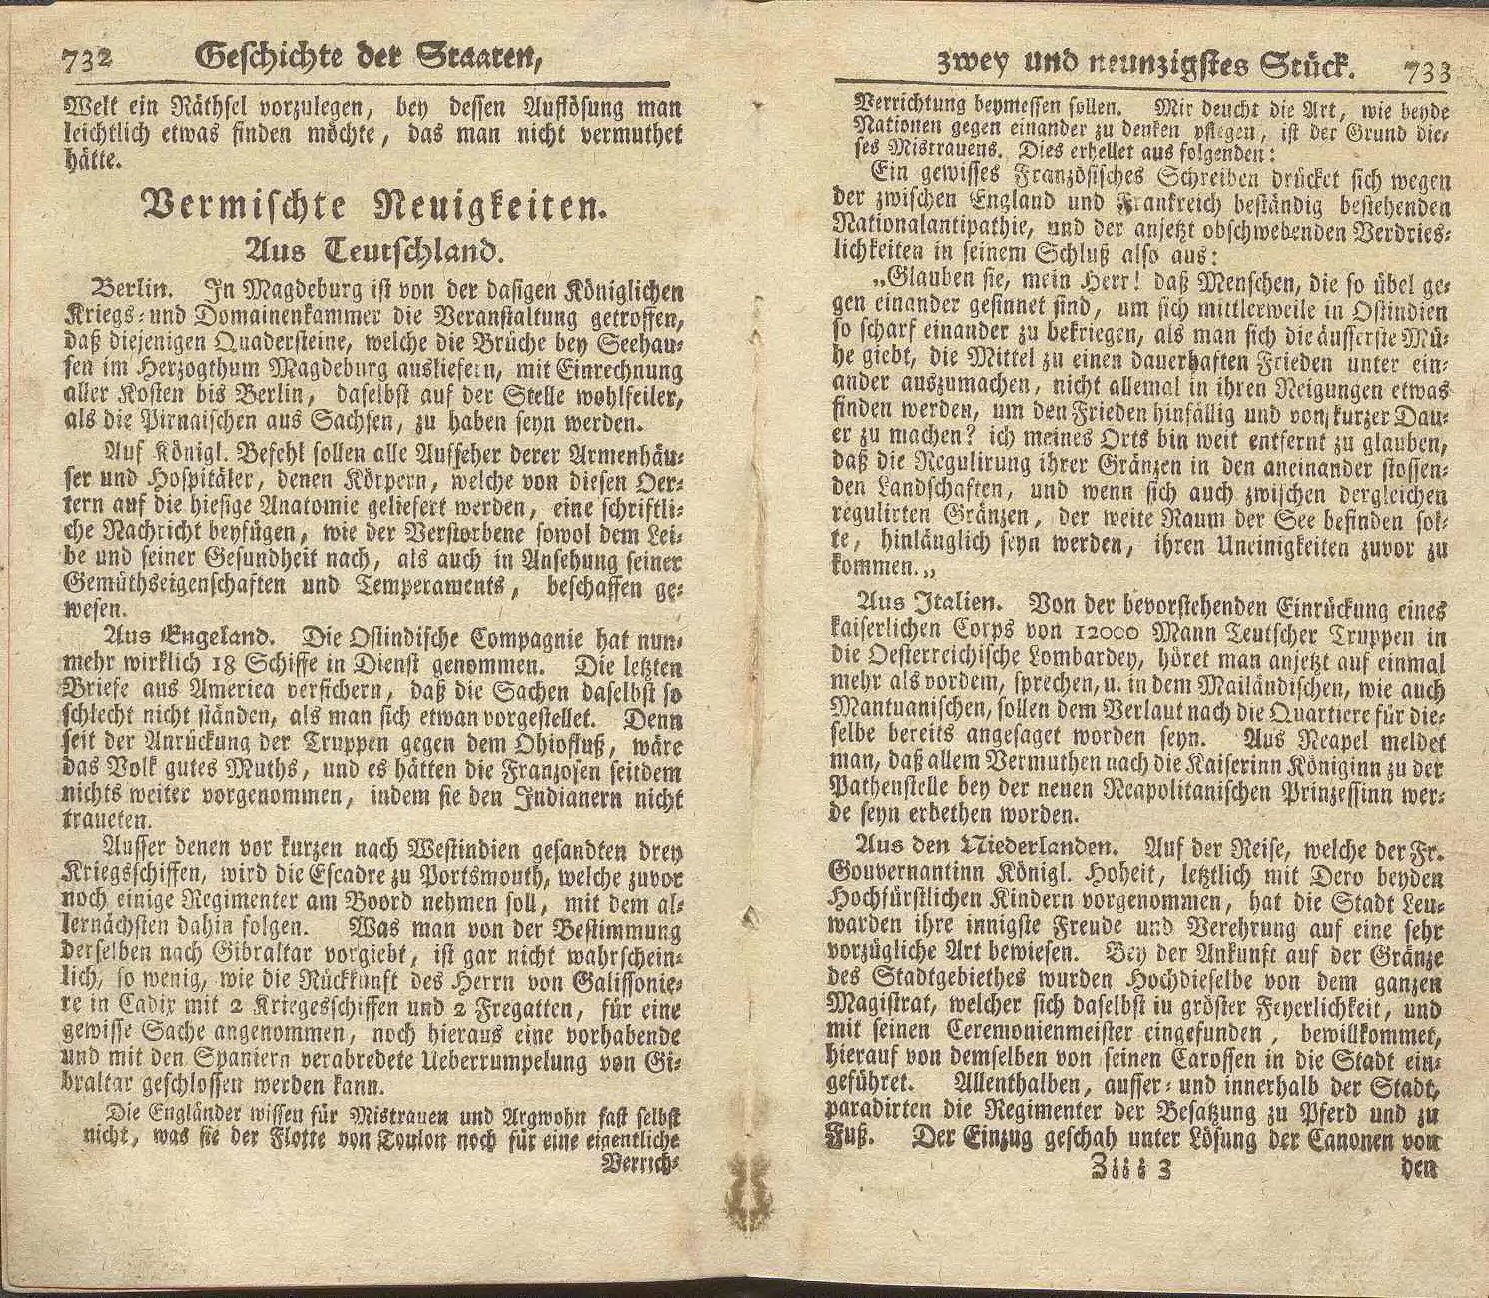 732 Geschichte der Staaten,
Welt ein Räthsel vorzulegen, bey dessen Auflösung man
leichtlich etwas finden möchte, das man nicht vermuthet
hätte.
Vermischte Neuigkeiten.
Aus Teutschland.
Berlin. In Magdeburg ist von der dasigen Königlichen
Kriegs- und Domainenkammer die Veranstaltung getroffen,
daß diejenigen Quadersteine, welche die Brüche bey Seehau-
sen im Herzogthum Magdeburg ausliefern, mit Einrechnung
aller Kosten bis Berlin, daselbst auf der Stelle wohlfeiler,
als die Pirnaischen aus Sachsen, zu haben seyn werden.
Auf Königl. Befehl sollen alle Aufseher derer Armenhäu-
ser und Hospitäler, denen Körpern, welche von diesen Oer-
tern auf die hiesige Anatomie geliefert werden, eine schriftli-
che Nachricht beyfügen, wie der Verstorbene sowol dem Lei-
be und seiner Gesundheit nach, als auch in Ansehung seiner
Gemüthseigenschaften und Temperaments, beschaffen ge-
wesen.
Aus Engeland. Die Ostindische Compagnie hat nun-
mehr wirklich 18 Schiffe in Dienst genommen. Die letzten
Briefe aus America versichern, daß die Sachen daselbst so
schlecht nicht ständen, als man sich etwan vorgestellet. Denn
seit der Anrückung der Truppen gegen dem Ohiofluß, wäre
das Volk gutes Muths, und es hätten die Franzosen seitdem
nichts weiter vorgenommen, indem sie den Indianern nicht
traueten.
Ausser denen vor kurzen nach Westindien gesandten drey
Kriegsschiffen, wird die Escadre zu Portsmouth, welche zuvor
noch einige Regimenter am Boord nehmen soll, mit dem al-
lernächsten dahin folgen. Was man von der Bestimmung
derselben nach Gibraltar vorgiebt, ist gar nicht wahrschein-
lich, so wenig, wie die Rückkunft des Herrn von Galissonie-
re in Cadix mit 2 Kriegesschiffen und 2 Fregatten, für eine
gewisse Sache angenommen, noch hieraus eine vorhabende
und mit den Spaniern verabredete Ueberrumpelung von Gi-
braltar geschlossen werden kann.
Die Engländer wissen für Mistrauen und Argwohn fast selbst
nicht, was sie der Flotte von Toulon noch für eine eigentliche
Verrich-
zwey und neunzigstes Stück. 733
Verrichtung beymessen sollen. Mir deucht die Art, wie beyde
Nationen gegen einander zu denken pflegen, ist der Grund die-
ses Mistrauens. Dies erhellet aus folgenden:
Ein gewisses Französisches Schreiben drücket sich wegen
der zwischen England und Frankreich beständig bestehenden
Nationalantipathie, und der anjetzt obschwebenden Verdries-
lichkeiten in seinem Schluß also aus:
„Glauben sie, mein Herr! daß Menschen, die so übel ge-
gen einander gesinnet sind, um sich mittlerweile in Ostindien
so scharf einander zu bekriegen, als man sich die äusserste Mü-
he giebt, die Mittel zu einen dauerhaften Frieden unter ein-
ander auszumachen, nicht allemal in ihren Neigungen etwas
finden werden, um den Frieden hinfällig und von kurzer Dau-
er zu machen? ich meines Orts bin weit entfernt zu glauben,
daß die Regulirung ihrer Gränzen in den aneinander stossen-
den Landschaften, und wenn sich auch zwischen dergleichen
regulirten Gränzen, der weite Raum der See befinden sol-
te, hinlänglich seyn werden, ihren Uneinigkeiten zuvor zu
kommen.„
Aus Italien. Von der bevorstehenden Einrückung eines
kaiserlichen Corps von 12000 Mann Teutscher Truppen in
die Oesterreichische Lombardey, höret man anjetzt auf einmal
mehr als vordem, sprechen, u. in dem Mailändischen, wie auch
Mantuanischen, sollen dem Verlaut nach die Quartiere für die-
selbe bereits angesaget worden seyn. Aus Neapel meldet
man, daß allem Vermuthen nach die Kaiserinn Königinn zu der
Pathenstelle bey der neuen Neapolitanischen Prinzessinn wer-
de seyn erbethen worden.
Aus den Niederlanden. Auf der Reise, welche der Fr.
Gouvernantinn Königl. Hoheit, letztlich mit Dero beyden
Hochfürstlichen Kindern vorgenommen, hat die Stadt Leu-
warden ihre innigste Freude und Verehrung auf eine sehr
vorzügliche Art bewiesen. Bey der Ankunft auf der Gränze
des Stadtgebiethes wurden Hochdieselbe von dem ganzen
Magistrat, welcher sich daselbst in gröster Feyerlichkeit, und
mit seinen Ceremonienmeister eingefunden, bewillkommet,
hierauf von demselben von seinen Carossen in die Stadt ein-
geführet. Allenthalben, ausser- und innerhalb der Stadt,
paradirten die Regimenter der Besatzung zu Pferd und zu
Fuß. Der Einzug geschah unter Lösung der Canonen von
Ziii 3 den